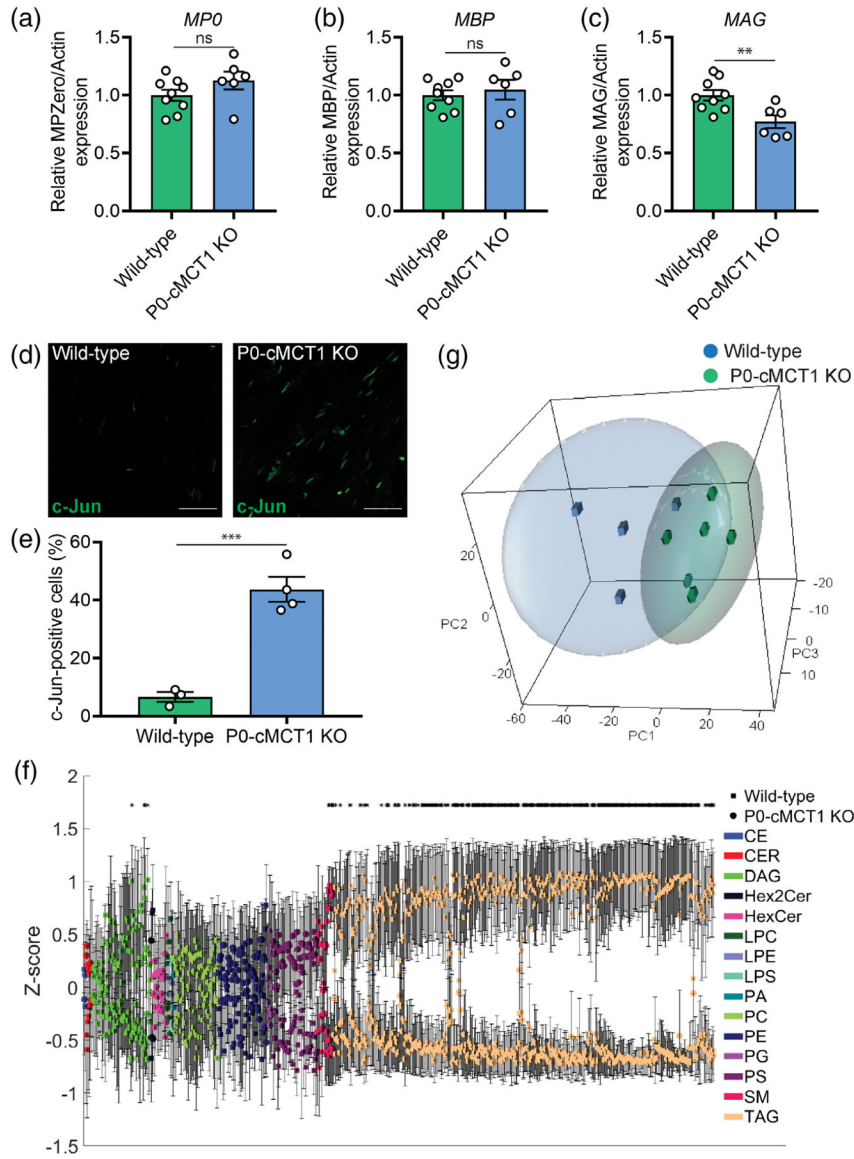 (a)
MP0
ns
1.5
1.0
0.5
0.0
Relative MPZero/Actin
expression
Wild-type
P0-cMCT1 KO
(b)
MBP
ns
1.5
1.0
0.5
0.0
Relative MBP/Actin
expression
Wild-type
P0-cMCT1 KO
(c)
MAG
**
1.5
1.0
0.5
0.0
Relative MAG/Actin
expression
Wild-type
P0-cMCT1 KO
(d)
Wild-type
c-Jun
P0-cMCT1 KO
c-Jun
(e)
***
60
40
20
0
c-Jun-positive cells (%)
Wild-type
P0-cMCT1 KO
(g)
Wild-type
P0-cMCT1 KO
20
0
-20
PC2
-60
-40
-20
0
20
40
PC1
-20
-10
0
10
PC3
(f)
2
1.5
1
0.5
0
-0.5
-1
-1.5
Z-score
Wild-type
P0-cMCT1 KO
CE
CER
DAG
Hex2Cer
HexCer
LPC
LPE
LPS
PA
PC
PE
PG
PS
SM
TAG